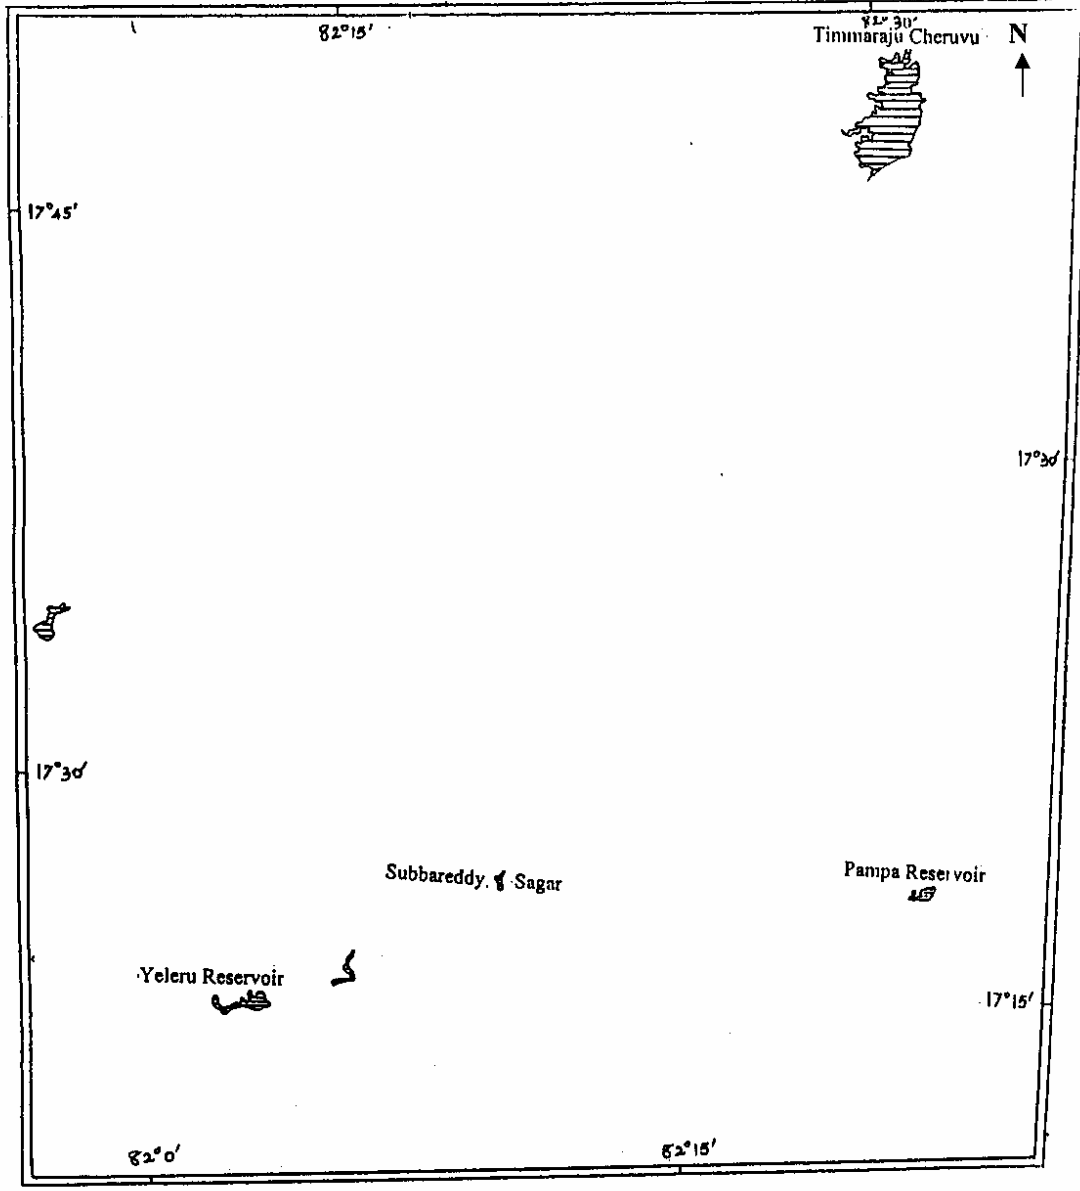 82°15'
82°30'
Timmaraju Cheruvu
N
17°45'
17°30'
17°30'
Subbareddy Sagar
Pampa Reservoir
Yeleru Reservoir
17°15'
82°0'
82°15'